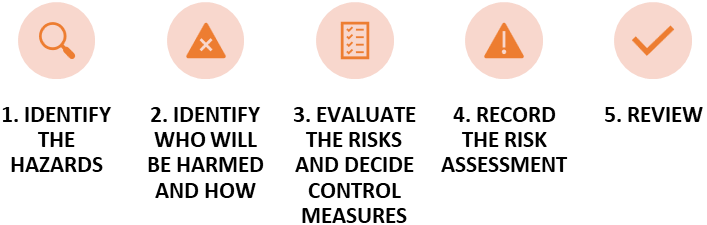 1. IDENTIFY
THE
HAZARDS
2. IDENTIFY
WHO WILL
BE HARMED
AND HOW
3. EVALUATE
THE RISKS
AND DECIDE
CONTROL
MEASURES
4. RECORD
THE RISK
ASSESSMENT
5. REVIEW